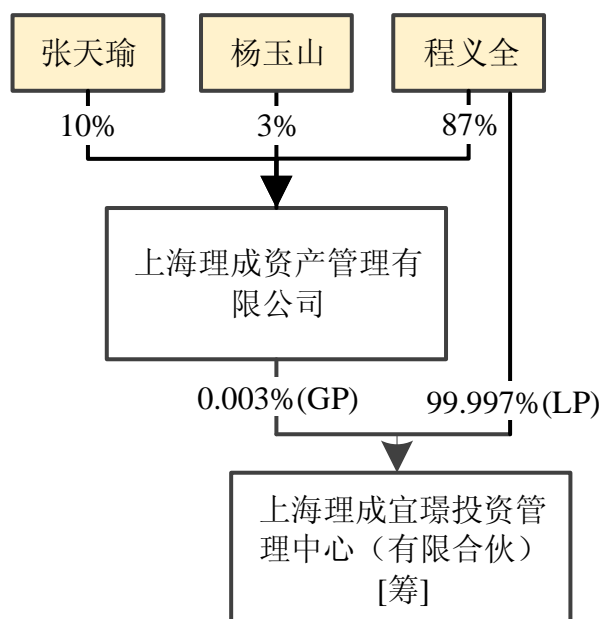 张天瑜
杨玉山
程义全
10%
3%
87%
上海理成资产管理有
限公司
0.003%(GP)
99.997%(LP)
上海理成宜璟投资管
理中心（有限合伙）
[筹]